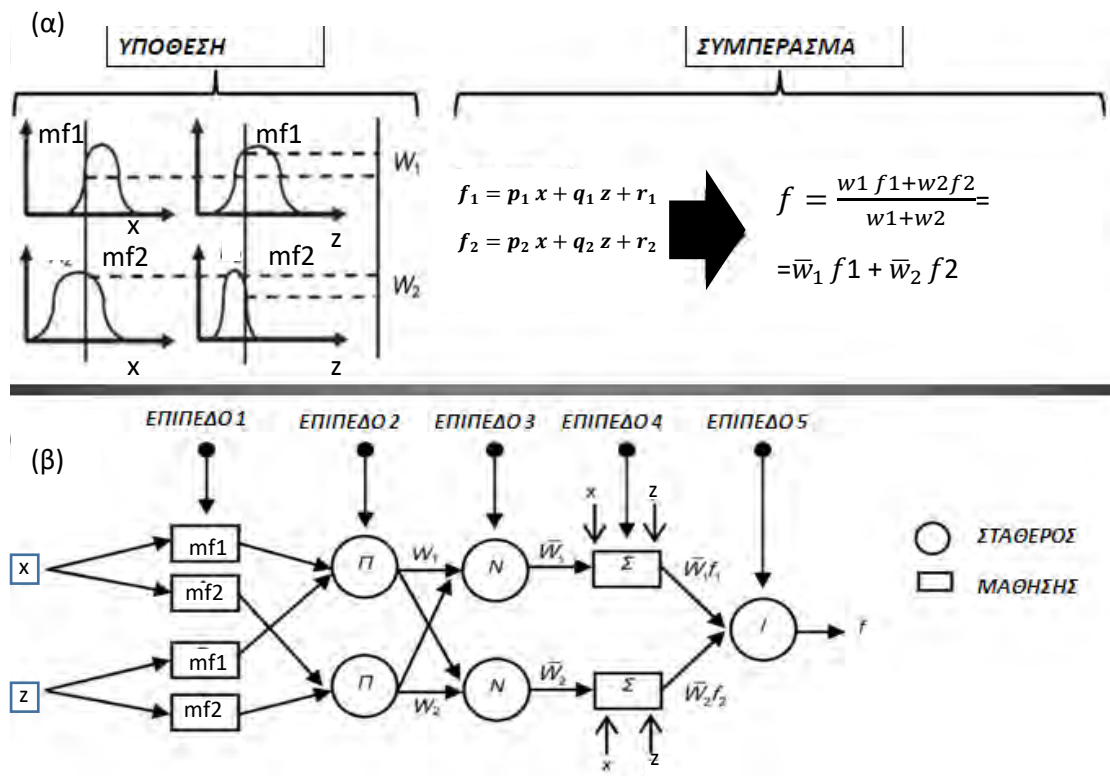 (α)
ΥΠΟΘΕΣΗ
ΣΥΜΠΕΡΑΣΜΑ
mf1 mf1 W₁
x z
mf2 mf2 W₂
x z
f₁ = p₁ x + q₁ z + r₁
f₂ = p₂ x + q₂ z + r₂
f = (w1 f1+w2f2)/(w1+w2) =
=w̅₁ f1 + w̅₂ f2
(β)
ΕΠΙΠΕΔΟ 1 ΕΠΙΠΕΔΟ 2 ΕΠΙΠΕΔΟ 3 ΕΠΙΠΕΔΟ 4 ΕΠΙΠΕΔΟ 5
x z
mf1 Π W₁ N W̅₁ Σ W̅₁f₁
x
mf2
ΣΤΑΘΕΡΟΣ
ΜΑΘΗΣΗΣ
I f
mf1
z
mf2 Π W₂ N W̅₂ Σ W̅₂f₂
x z